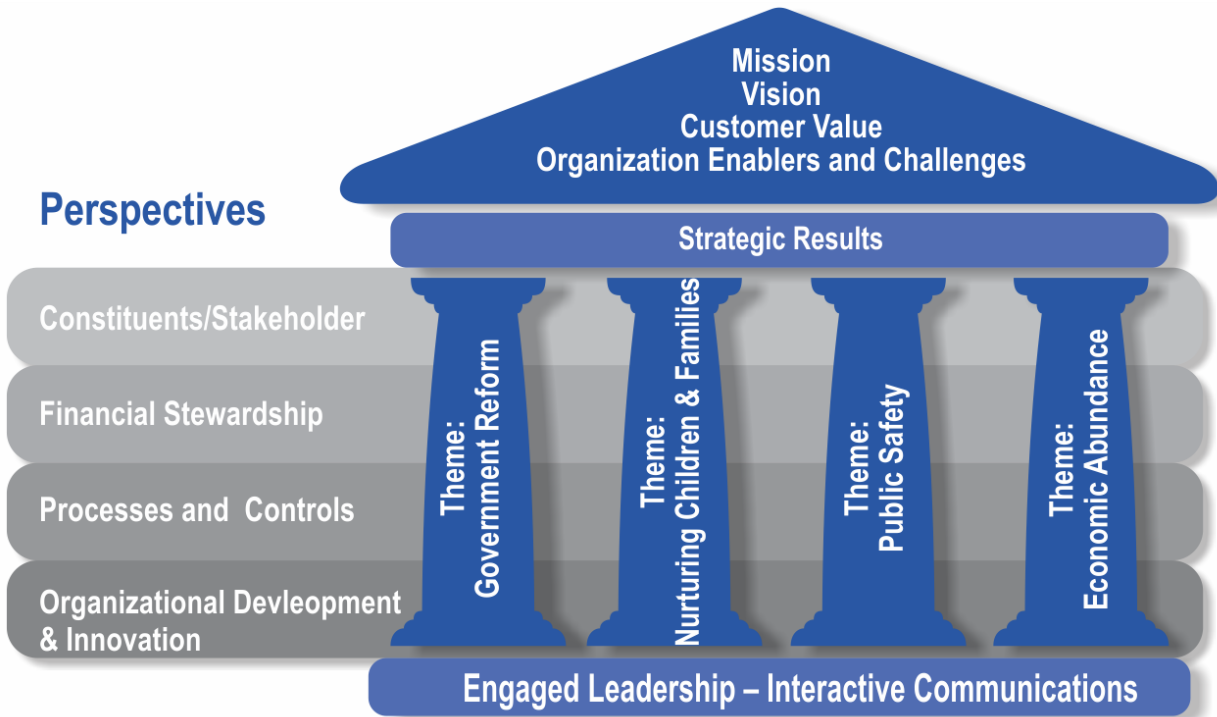 Mission
Vision
Customer Value
Organization Enablers and Challenges
Perspectives
Strategic Results
Constituents/Stakeholder
Financial Stewardship
Processes and  Controls
Organizational Devleopment
& Innovation
Theme:
Government Reform
Theme:
Nurturing Children & Families
Theme:
Public Safety
Theme:
Economic Abundance
Engaged Leadership – Interactive Communications